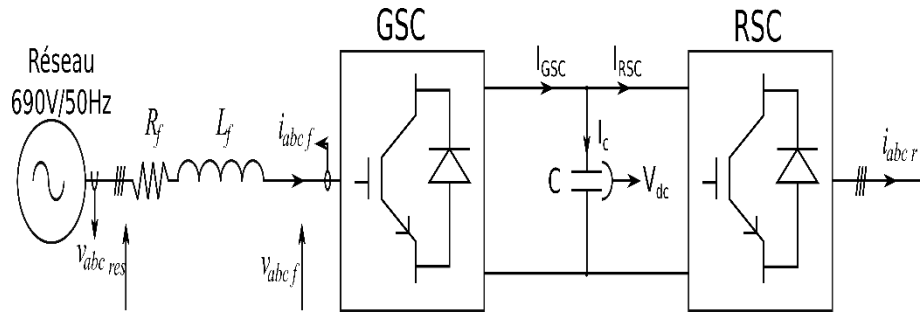 GSC
RSC
Réseau
690V/50Hz
R_f
L_f
i_abc f
I_GSC
I_RSC
I_c
C
V_dc
i_abc r
v_abc res
v_abc f